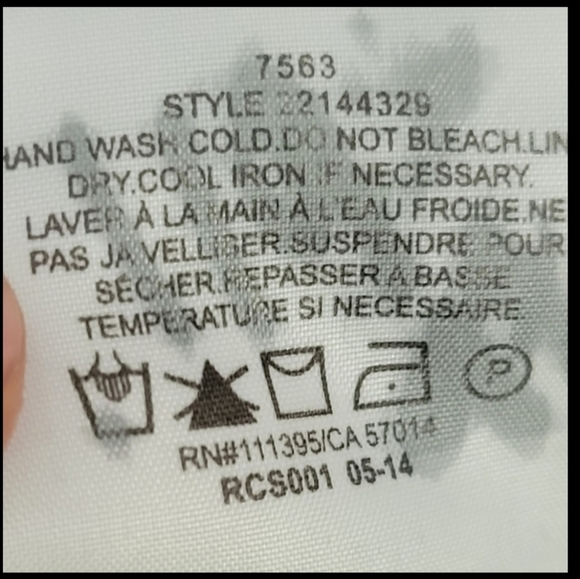 7563
STYLE 22144329
HAND WASH COLD.DO NOT BLEACH.LIN
DRY.COOL IRON IF NECESSARY.
LAVER À LA MAIN À L'EAU FROIDE.NE
PAS JAVELLISER.SUSPENDRE POUR
SÉCHER.REPASSER A BASSE
TEMPERATURE SI NECESSAIRE
P
RN#111395/CA 57014
RCS001 05-14